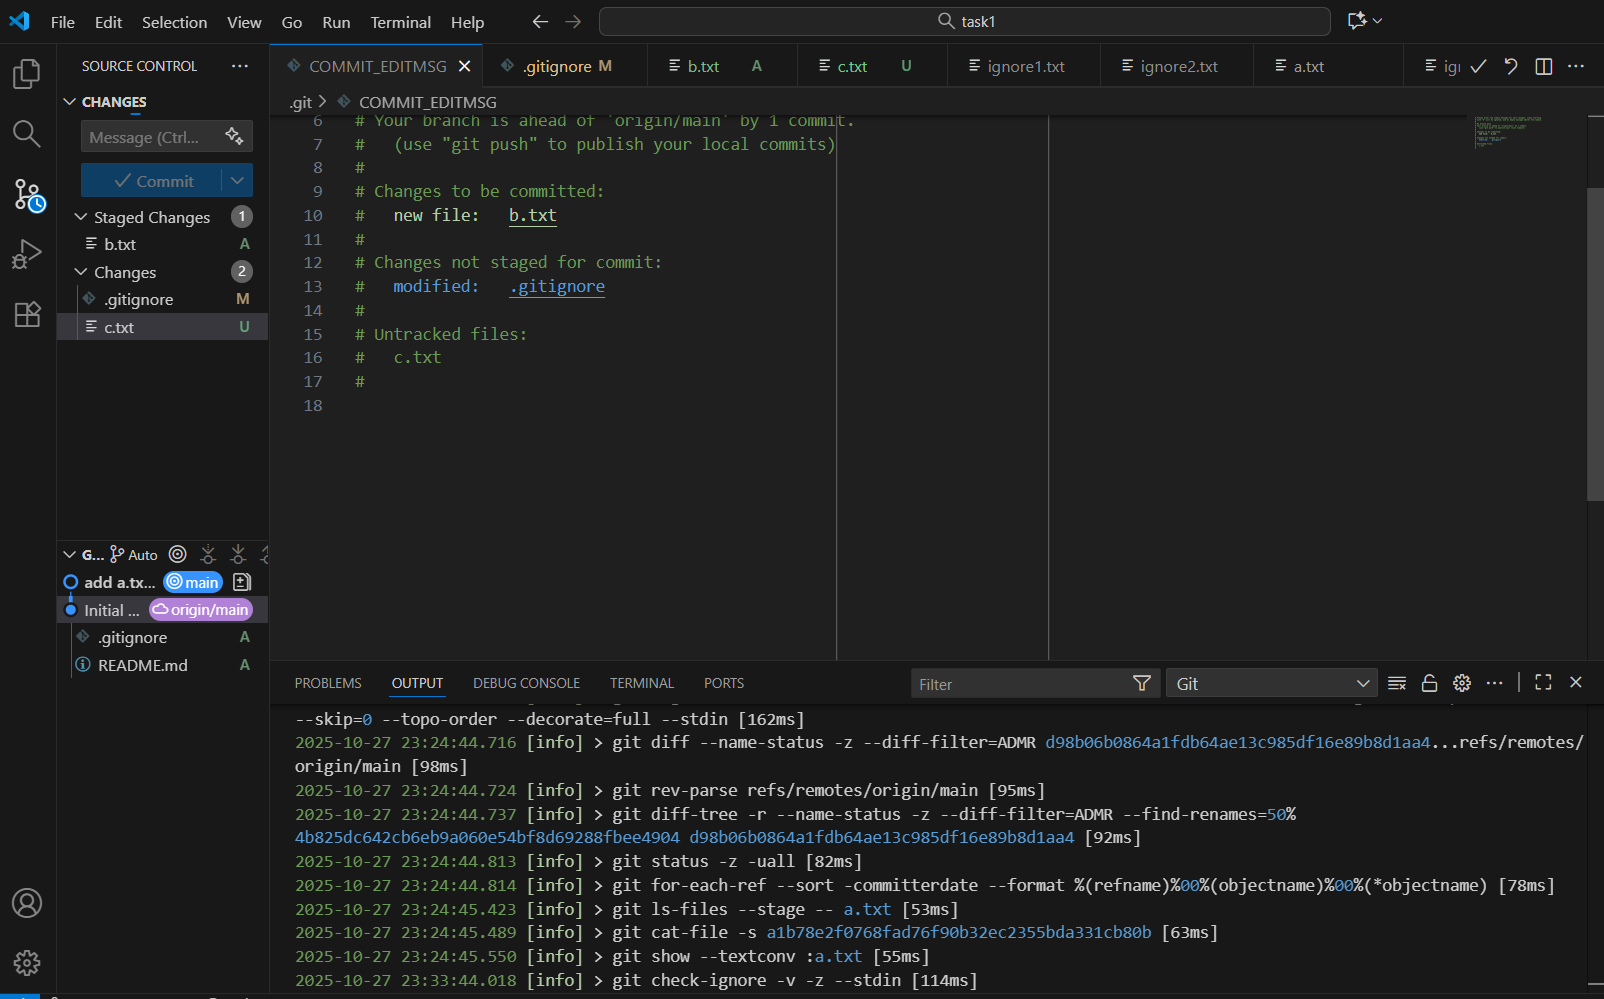 File Edit Selection View Go Run Terminal Help
task1
SOURCE CONTROL
COMMIT_EDITMSG
.gitignore M
b.txt A
c.txt U
ignore1.txt
ignore2.txt
a.txt
CHANGES
Message (Ctrl...
Commit
Staged Changes 1
b.txt A
Changes 2
.gitignore M
c.txt U
G... Auto
add a.tx... main
Initial ... origin/main
.gitignore A
README.md A
.git > COMMIT_EDITMSG
6 # Your branch is ahead of 'origin/main' by 1 commit.
7 #   (use "git push" to publish your local commits)
8 #
9 # Changes to be committed:
10 #   new file:   b.txt
11 #
12 # Changes not staged for commit:
13 #   modified:   .gitignore
14 #
15 # Untracked files:
16 #   c.txt
17 #
18
PROBLEMS OUTPUT DEBUG CONSOLE TERMINAL PORTS
Filter
Git
--skip=0 --topo-order --decorate=full --stdin [162ms]
2025-10-27 23:24:44.716 [info] > git diff --name-status -z --diff-filter=ADMR d98b06b0864a1fdb64ae13c985df16e89b8d1aa4...refs/remotes/
origin/main [98ms]
2025-10-27 23:24:44.724 [info] > git rev-parse refs/remotes/origin/main [95ms]
2025-10-27 23:24:44.737 [info] > git diff-tree -r --name-status -z --diff-filter=ADMR --find-renames=50%
4b825dc642cb6eb9a060e54bf8d69288fbee4904 d98b06b0864a1fdb64ae13c985df16e89b8d1aa4 [92ms]
2025-10-27 23:24:44.813 [info] > git status -z -uall [82ms]
2025-10-27 23:24:44.814 [info] > git for-each-ref --sort -committerdate --format %(refname)%00%(objectname)%00%(*objectname) [78ms]
2025-10-27 23:24:45.423 [info] > git ls-files --stage -- a.txt [53ms]
2025-10-27 23:24:45.489 [info] > git cat-file -s a1b78e2f0768fad76f90b32ec2355bda331cb80b [63ms]
2025-10-27 23:24:45.550 [info] > git show --textconv :a.txt [55ms]
2025-10-27 23:33:44.018 [info] > git check-ignore -v -z --stdin [114ms]